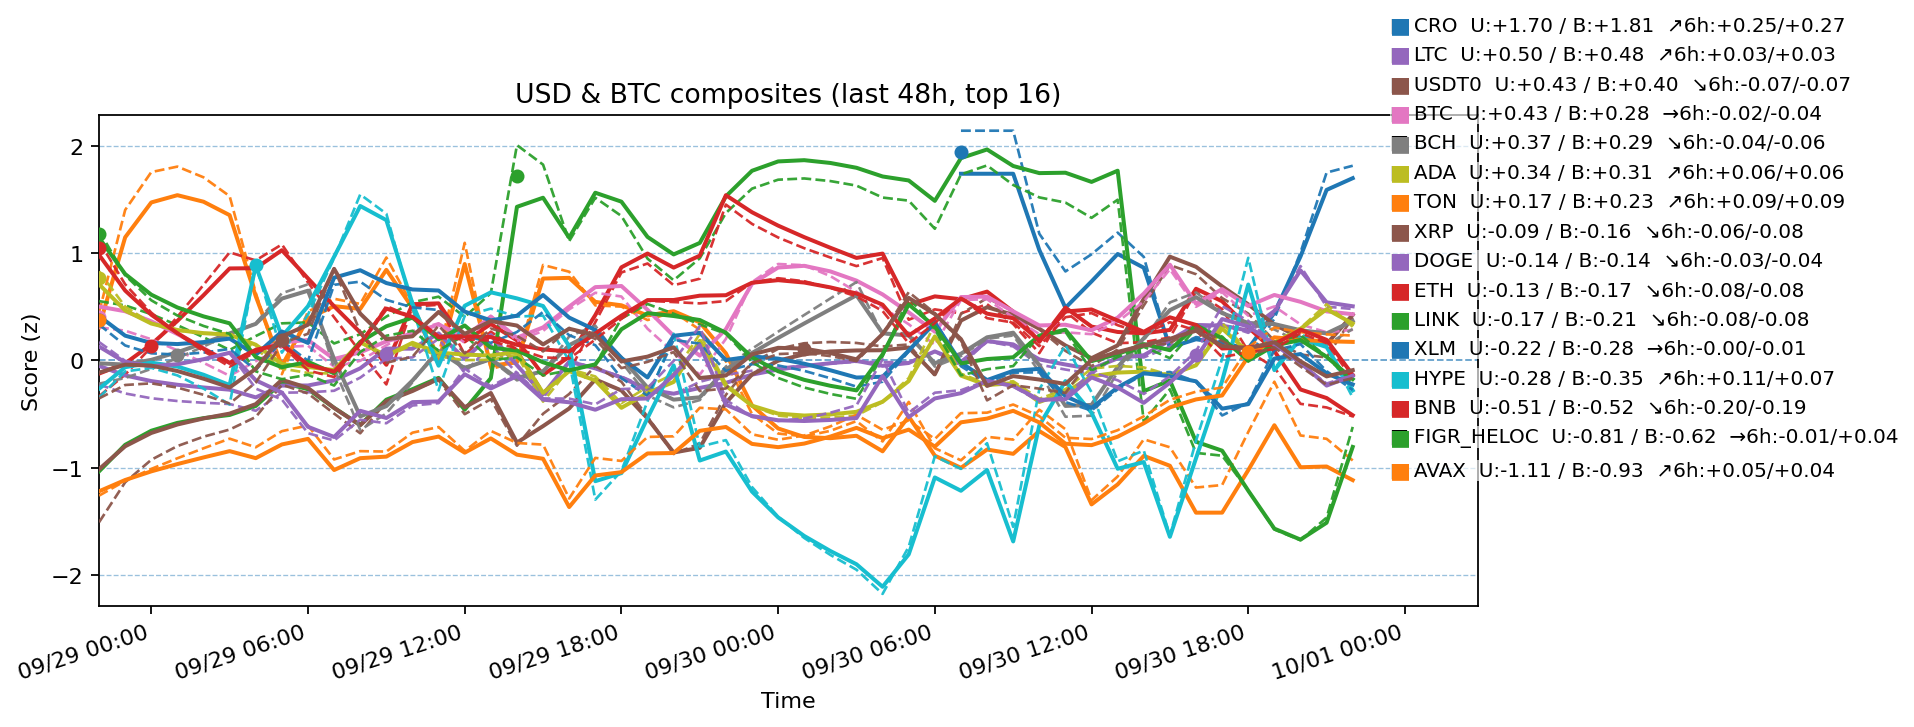 CRO  U:+1.70 / B:+1.81  ↗6h:+0.25/+0.27
LTC  U:+0.50 / B:+0.48  ↗6h:+0.03/+0.03
USDT0  U:+0.43 / B:+0.40  ↘6h:-0.07/-0.07
BTC  U:+0.43 / B:+0.28  →6h:-0.02/-0.04
BCH  U:+0.37 / B:+0.29  ↘6h:-0.04/-0.06
ADA  U:+0.34 / B:+0.31  ↗6h:+0.06/+0.06
TON  U:+0.17 / B:+0.23  ↗6h:+0.09/+0.09
XRP  U:-0.09 / B:-0.16  ↘6h:-0.06/-0.08
DOGE  U:-0.14 / B:-0.14  ↘6h:-0.03/-0.04
ETH  U:-0.13 / B:-0.17  ↘6h:-0.08/-0.08
LINK  U:-0.17 / B:-0.21  ↘6h:-0.08/-0.08
XLM  U:-0.22 / B:-0.28  →6h:-0.00/-0.01
HYPE  U:-0.28 / B:-0.35  ↗6h:+0.11/+0.07
BNB  U:-0.51 / B:-0.52  ↘6h:-0.20/-0.19
FIGR_HELOC  U:-0.81 / B:-0.62  →6h:-0.01/+0.04
AVAX  U:-1.11 / B:-0.93  ↗6h:+0.05/+0.04
USD & BTC composites (last 48h, top 16)
Score (z)
2
1
0
−1
−2
09/29 00:00
09/29 06:00
09/29 12:00
09/29 18:00
09/30 00:00
09/30 06:00
09/30 12:00
09/30 18:00
10/01 00:00
Time